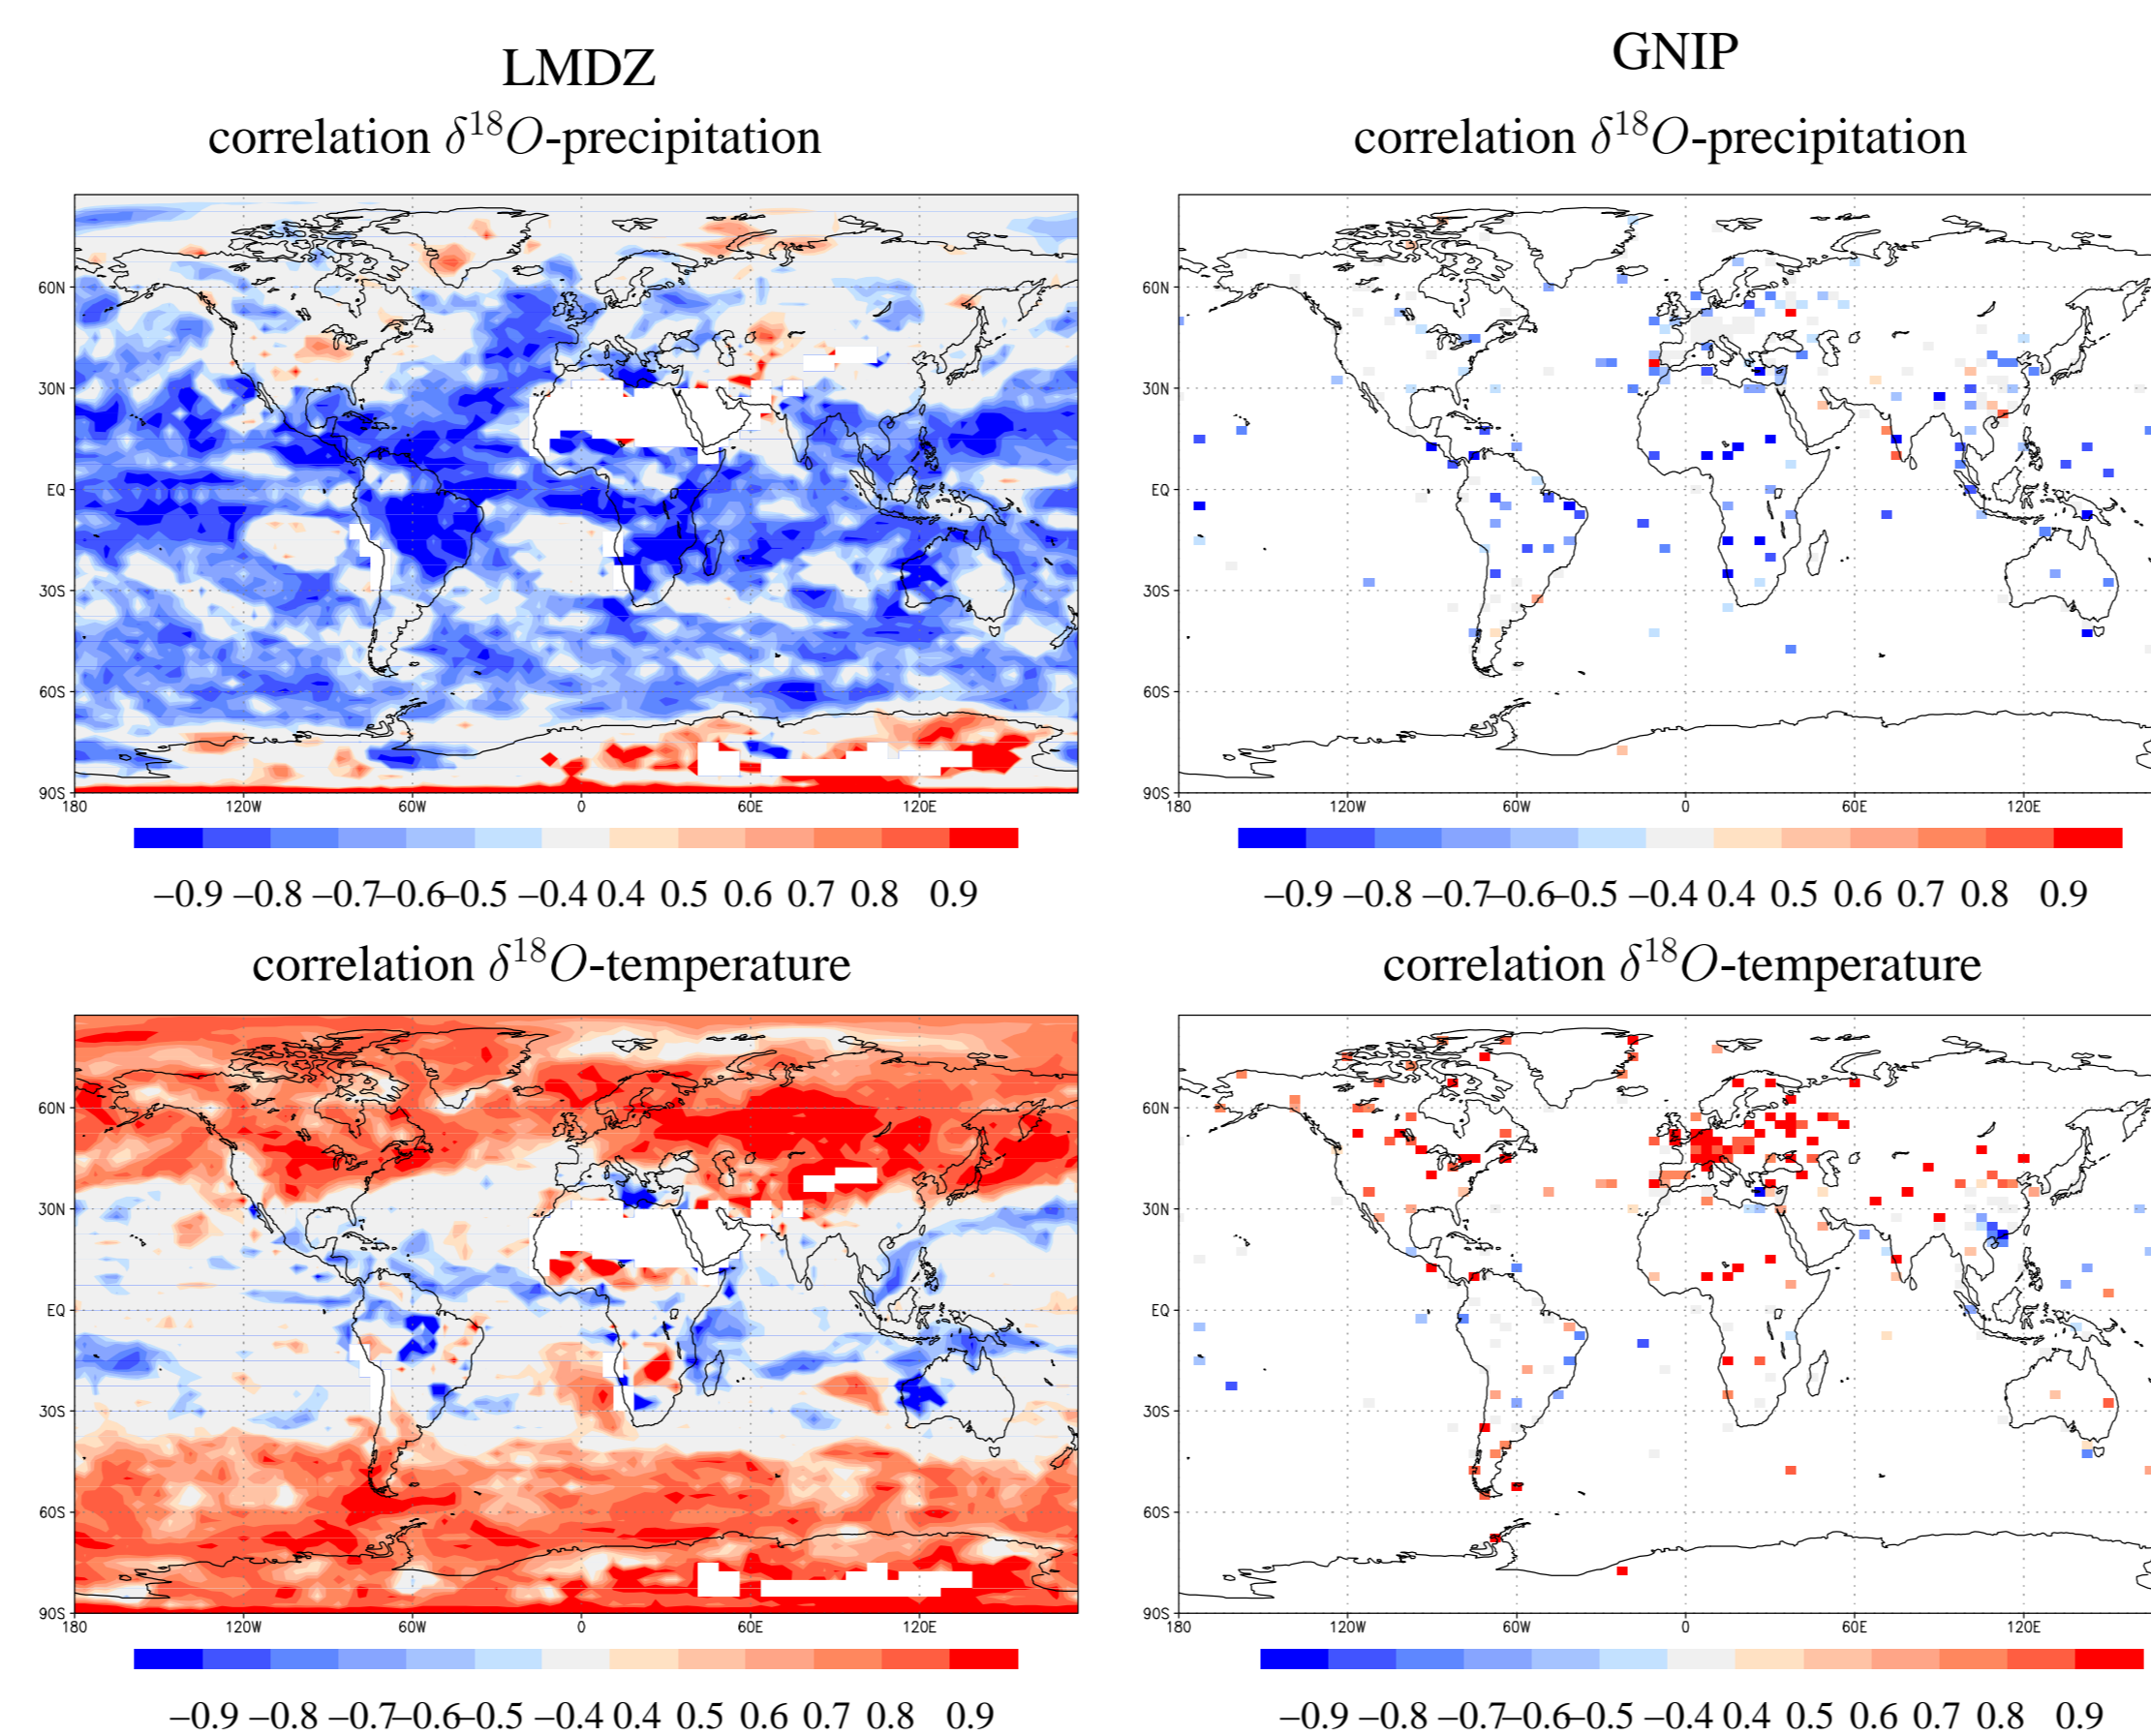 LMDZ
correlation δ¹⁸O-precipitation
60N
30N
EQ
30S
60S
90S
180 120W 60W 0 60E 120E
−0.9 −0.8 −0.7−0.6−0.5 −0.4 0.4 0.5 0.6 0.7 0.8 0.9
GNIP
correlation δ¹⁸O-precipitation
60N
30N
EQ
30S
60S
90S
180 120W 60W 0 60E 120E
−0.9 −0.8 −0.7−0.6−0.5 −0.4 0.4 0.5 0.6 0.7 0.8 0.9
correlation δ¹⁸O-temperature
60N
30N
EQ
30S
60S
90S
180 120W 60W 0 60E 120E
−0.9 −0.8 −0.7−0.6−0.5 −0.4 0.4 0.5 0.6 0.7 0.8 0.9
correlation δ¹⁸O-temperature
60N
30N
EQ
30S
60S
90S
180 120W 60W 0 60E 120E
−0.9 −0.8 −0.7−0.6−0.5 −0.4 0.4 0.5 0.6 0.7 0.8 0.9